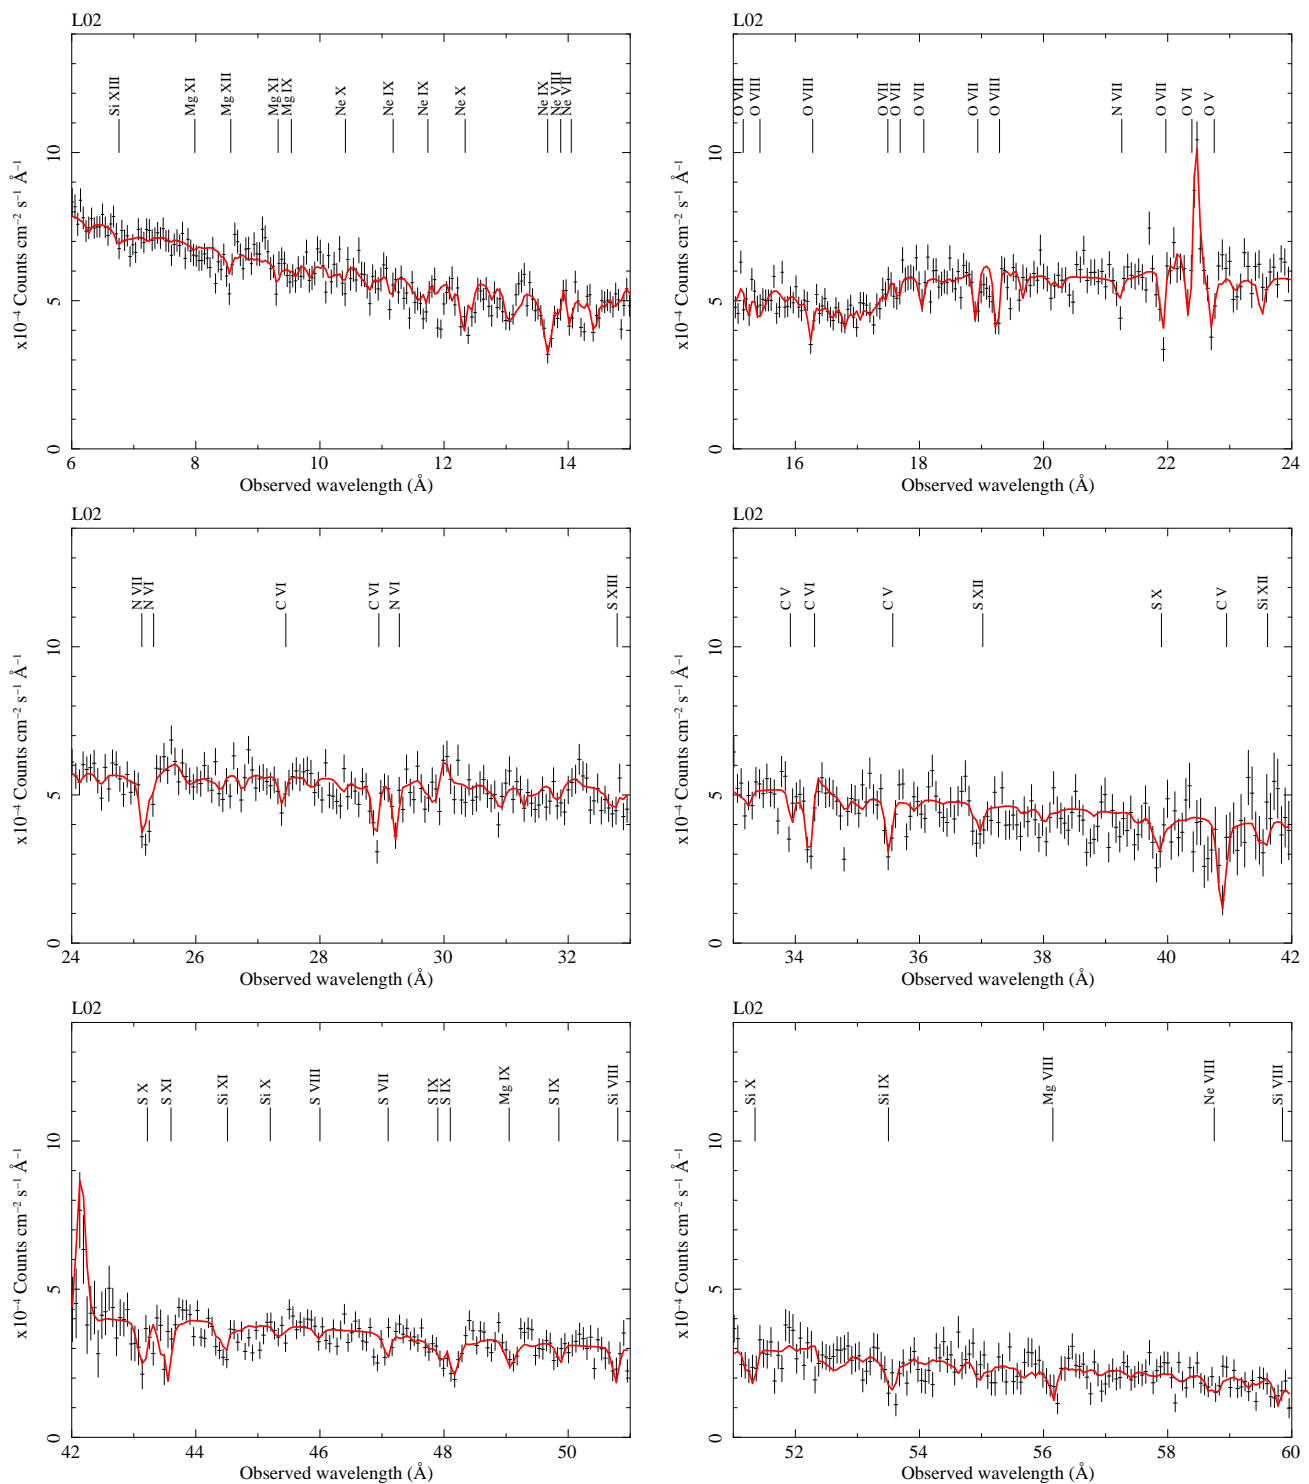 L02
Si XIII Mg XI Mg XII Mg XI Mg IX Ne X Ne IX Ne IX Ne X Ne IX Ne VIII Ne VII
0 5 10
x10⁻⁴ Counts cm⁻² s⁻¹ Å⁻¹
6 8 10 12 14
Observed wavelength (Å)
L02
O VIII O VIII O VIII O VII O VII O VII O VII O VIII N VII O VII O VI O V
0 5 10
x10⁻⁴ Counts cm⁻² s⁻¹ Å⁻¹
16 18 20 22 24
Observed wavelength (Å)
L02
N VII N VI C VI C VI N VI S XIII
0 5 10
x10⁻⁴ Counts cm⁻² s⁻¹ Å⁻¹
24 26 28 30 32
Observed wavelength (Å)
L02
C V C VI C V S XII S X C V Si XII
0 5 10
x10⁻⁴ Counts cm⁻² s⁻¹ Å⁻¹
34 36 38 40 42
Observed wavelength (Å)
L02
S X S XI Si XI Si X S VIII S VII S IX S IX Mg IX S IX Si VIII
0 5 10
x10⁻⁴ Counts cm⁻² s⁻¹ Å⁻¹
42 44 46 48 50
Observed wavelength (Å)
L02
Si X Si IX Mg VIII Ne VIII Si VIII
0 5 10
x10⁻⁴ Counts cm⁻² s⁻¹ Å⁻¹
52 54 56 58 60
Observed wavelength (Å)